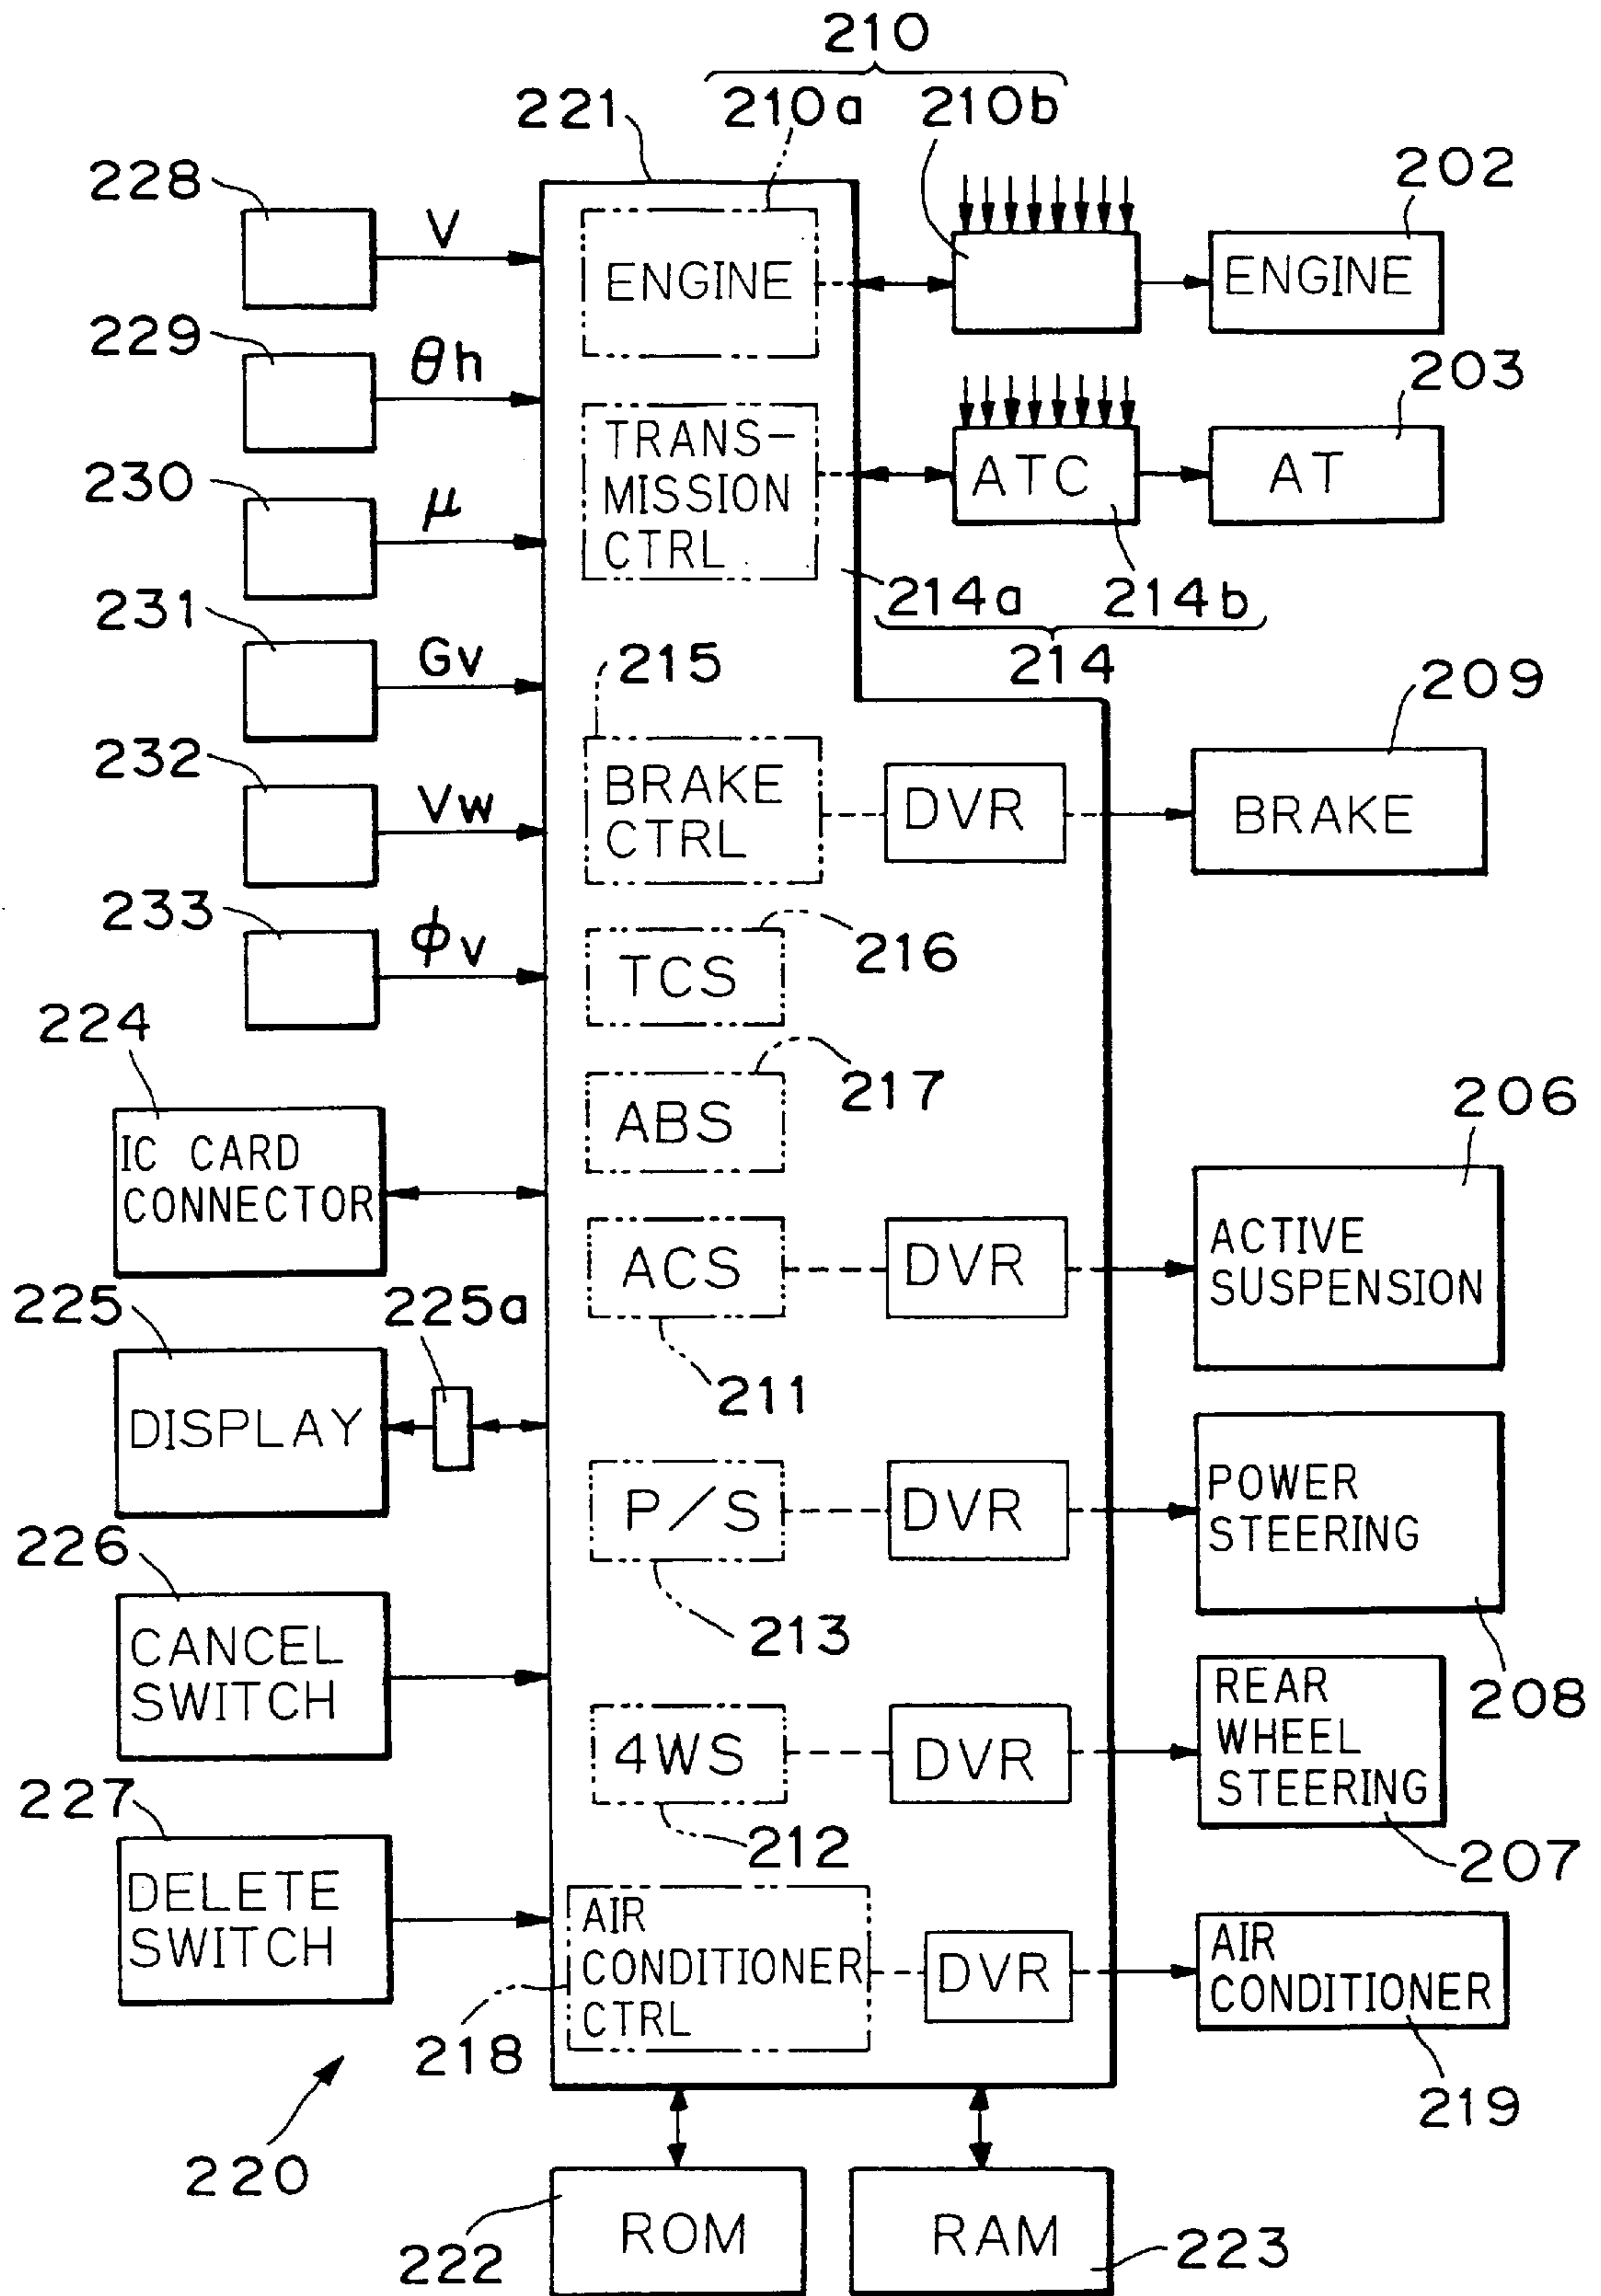 210
221
210a
210b
228
V
202
ENGINE
ENGINE
229
θh
203
TRANS-
MISSION
CTRL
ATC
AT
230
μ
214a
214b
214
231
Gv
215
209
232
Vw
BRAKE
CTRL
DVR
BRAKE
233
φv
TCS
216
224
IC CARD
CONNECTOR
ABS
217
206
ACS
DVR
ACTIVE
SUSPENSION
211
225
225a
DISPLAY
P/S
DVR
POWER
STEERING
213
208
226
CANCEL
SWITCH
4WS
DVR
REAR
WHEEL
STEERING
212
207
227
DELETE
SWITCH
AIR
CONDITIONER
CTRL
DVR
AIR
CONDITIONER
218
219
220
ROM
222
RAM
223